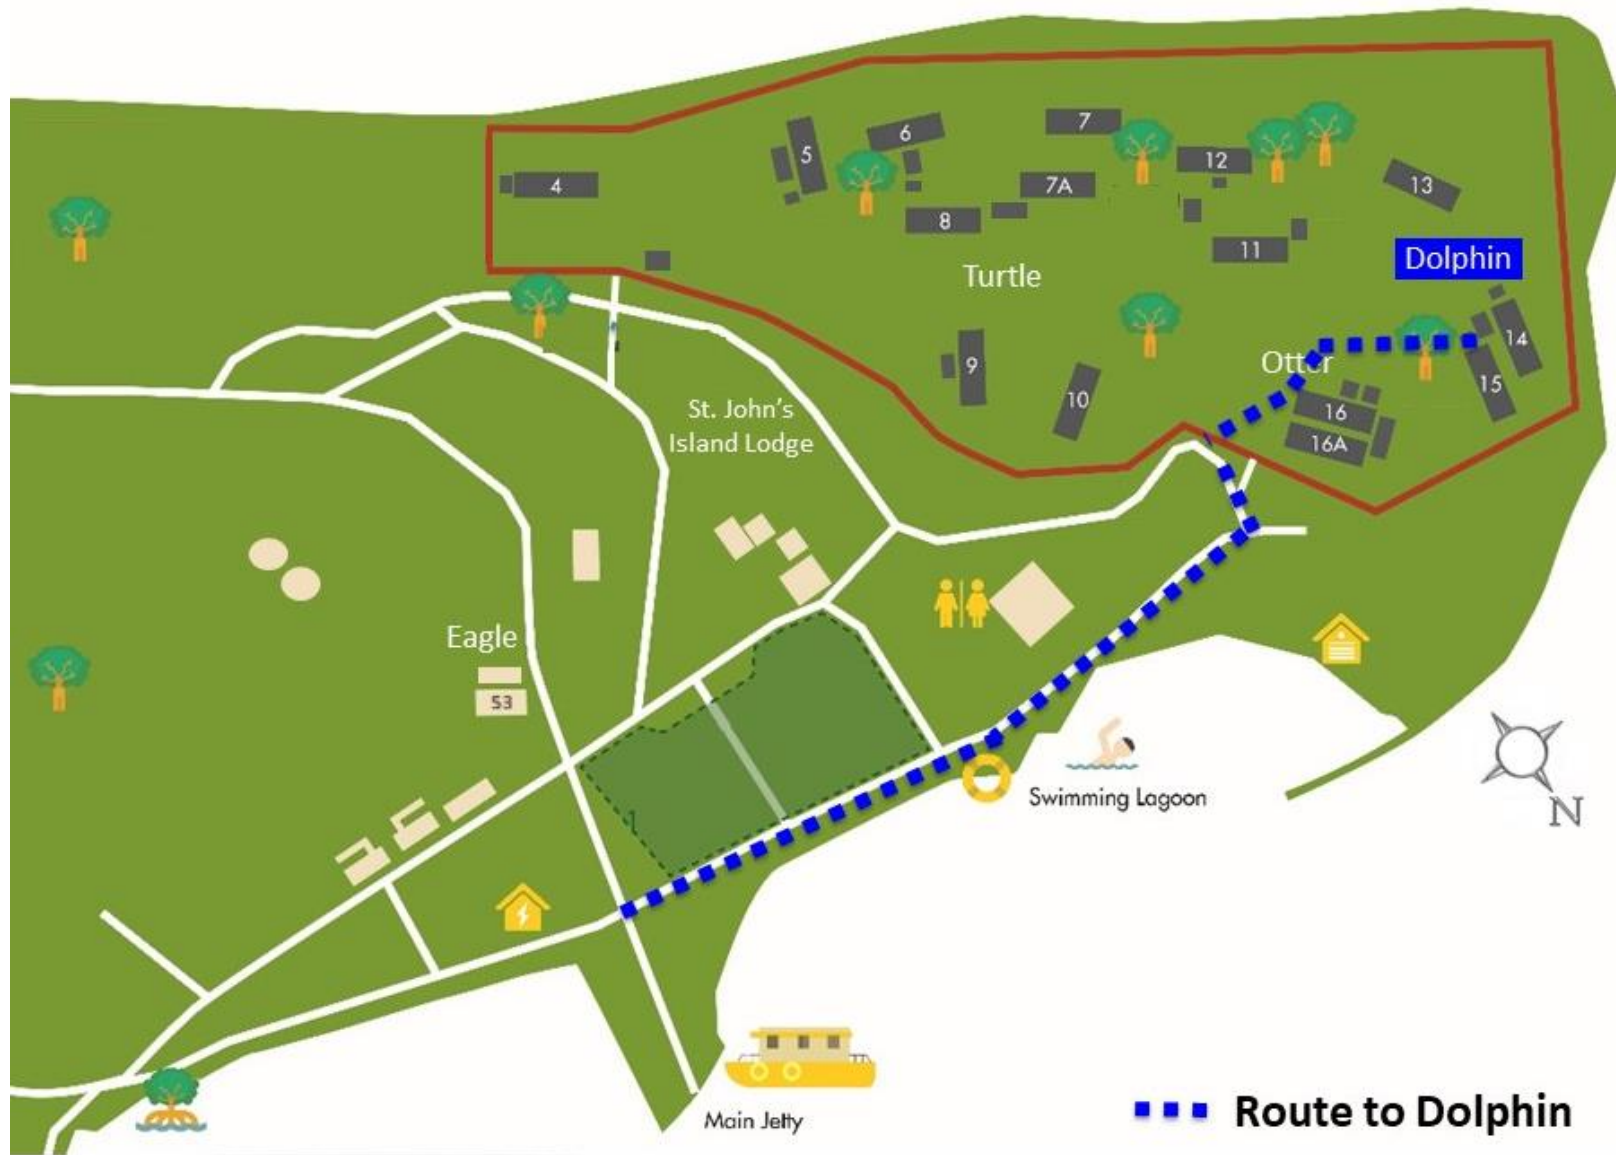 7
6
12
5
4
7A
13
8
11
Dolphin
Turtle
14
Otter
9
15
10
16
St. John's
Island Lodge
16A
Eagle
53
Swimming Lagoon
N
1
Main Jetty
Route to Dolphin